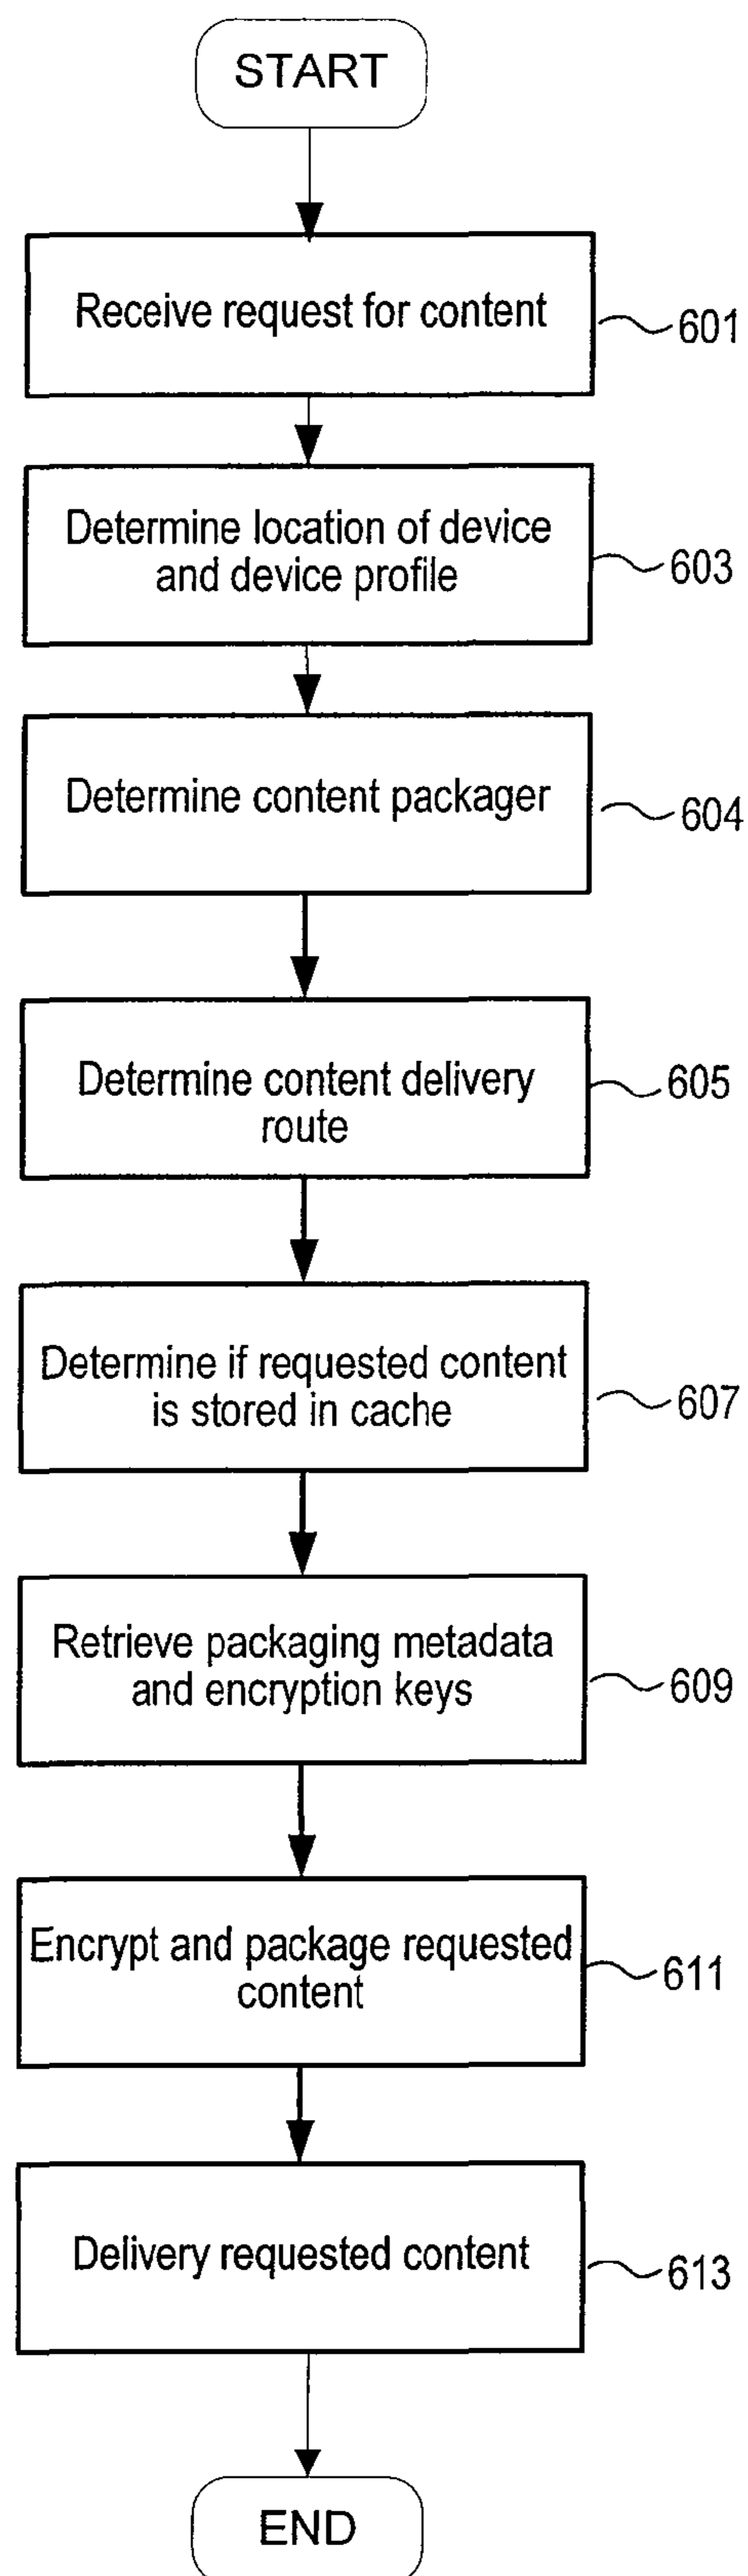 START
Receive request for content
601
Determine location of device
and device profile
603
Determine content packager
604
Determine content delivery
route
605
Determine if requested content
is stored in cache
607
Retrieve packaging metadata
and encryption keys
609
Encrypt and package requested
content
611
Delivery requested content
613
END